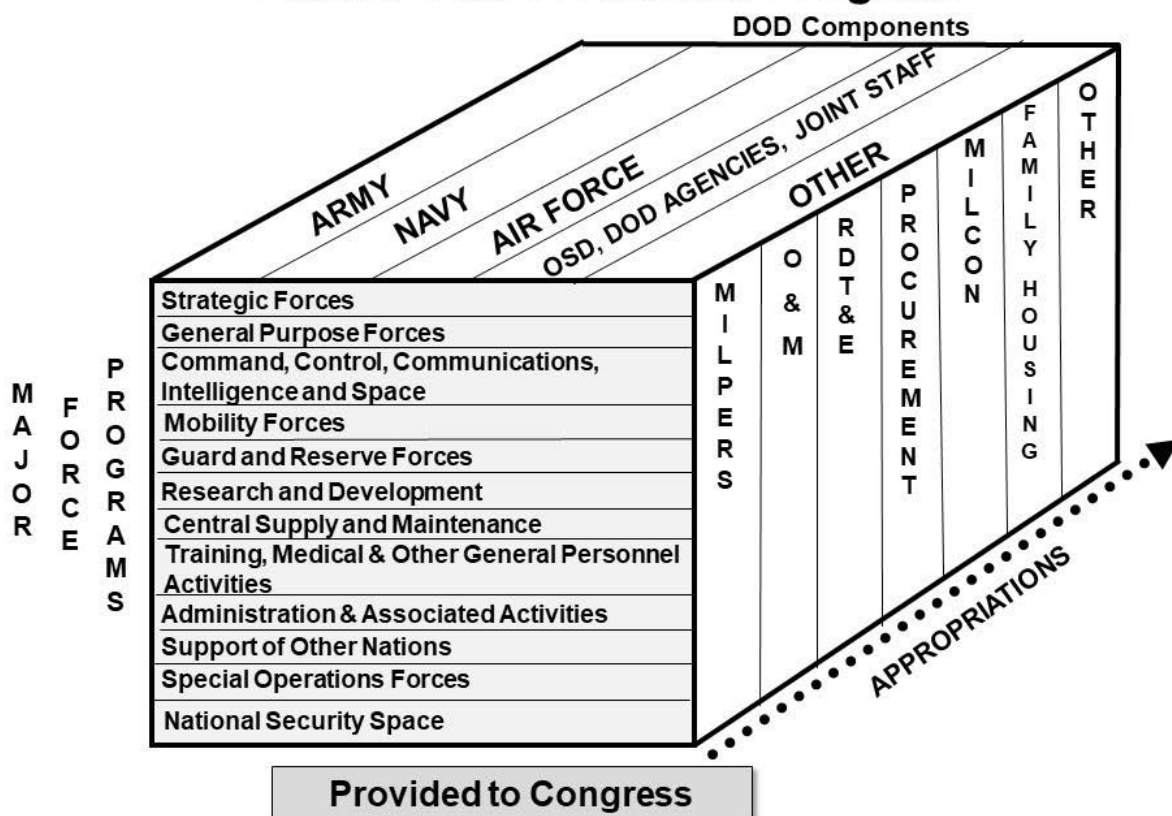 DOD Components
ARMY
NAVY
AIR FORCE
OSD, DOD AGENCIES, JOINT STAFF
OTHER
MAJOR
FORCE
PROGRAMS
Strategic Forces
General Purpose Forces
Command, Control, Communications,
Intelligence and Space
Mobility Forces
Guard and Reserve Forces
Research and Development
Central Supply and Maintenance
Training, Medical & Other General Personnel
Activities
Administration & Associated Activities
Support of Other Nations
Special Operations Forces
National Security Space
MILPERS
O & M
RDT&E
PROCUREMENT
MILCON
FAMILY HOUSING
OTHER
APPROPRIATIONS
Provided to Congress